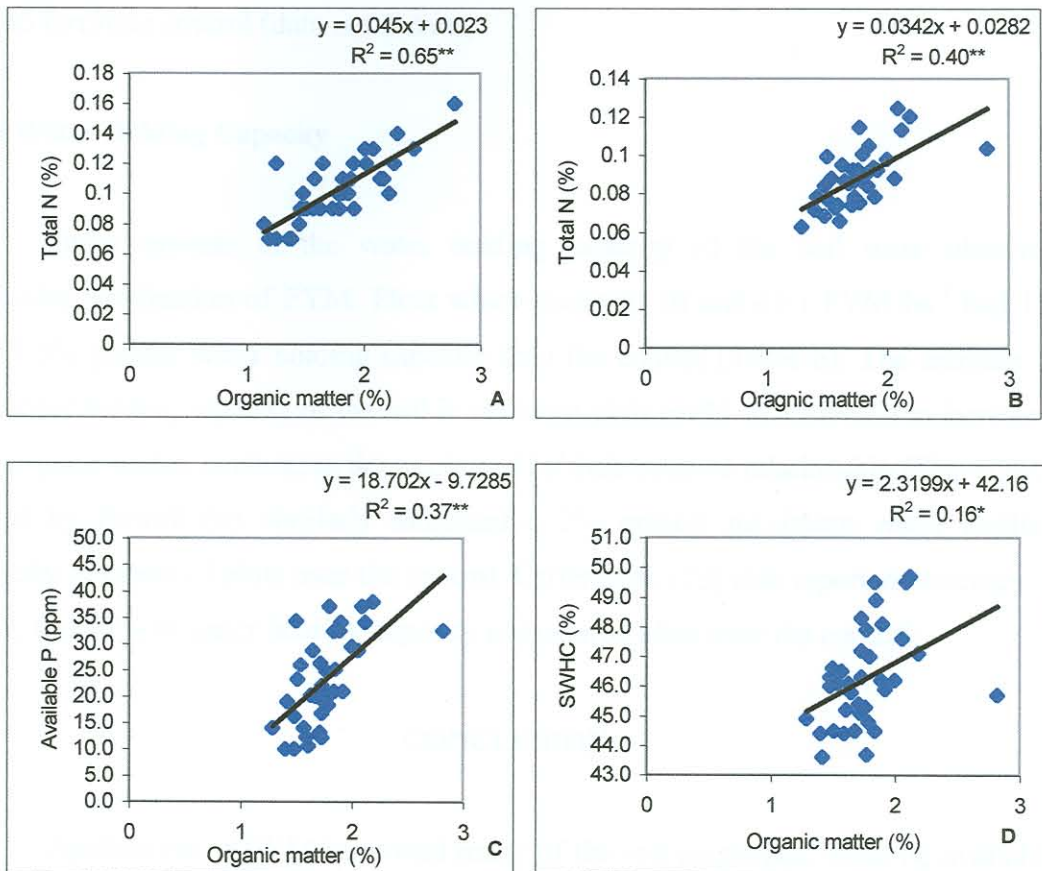 y = 0.045x + 0.023
R² = 0.65**
0.18
0.16
0.14
0.12
0.1
0.08
0.06
0.04
0.02
0
Total N (%)
0 1 2 3
Organic matter (%)
A
y = 0.0342x + 0.0282
R² = 0.40**
0.14
0.12
0.1
0.08
0.06
0.04
0.02
0
Total N (%)
0 1 2 3
Oragnic matter (%)
B
y = 18.702x - 9.7285
R² = 0.37**
50.0
45.0
40.0
35.0
30.0
25.0
20.0
15.0
10.0
5.0
0.0
Available P (ppm)
0 1 2 3
Organic matter (%)
C
y = 2.3199x + 42.16
R² = 0.16*
51.0
50.0
49.0
48.0
47.0
46.0
45.0
44.0
43.0
SWHC (%)
0 1 2 3
Organic matter (%)
D